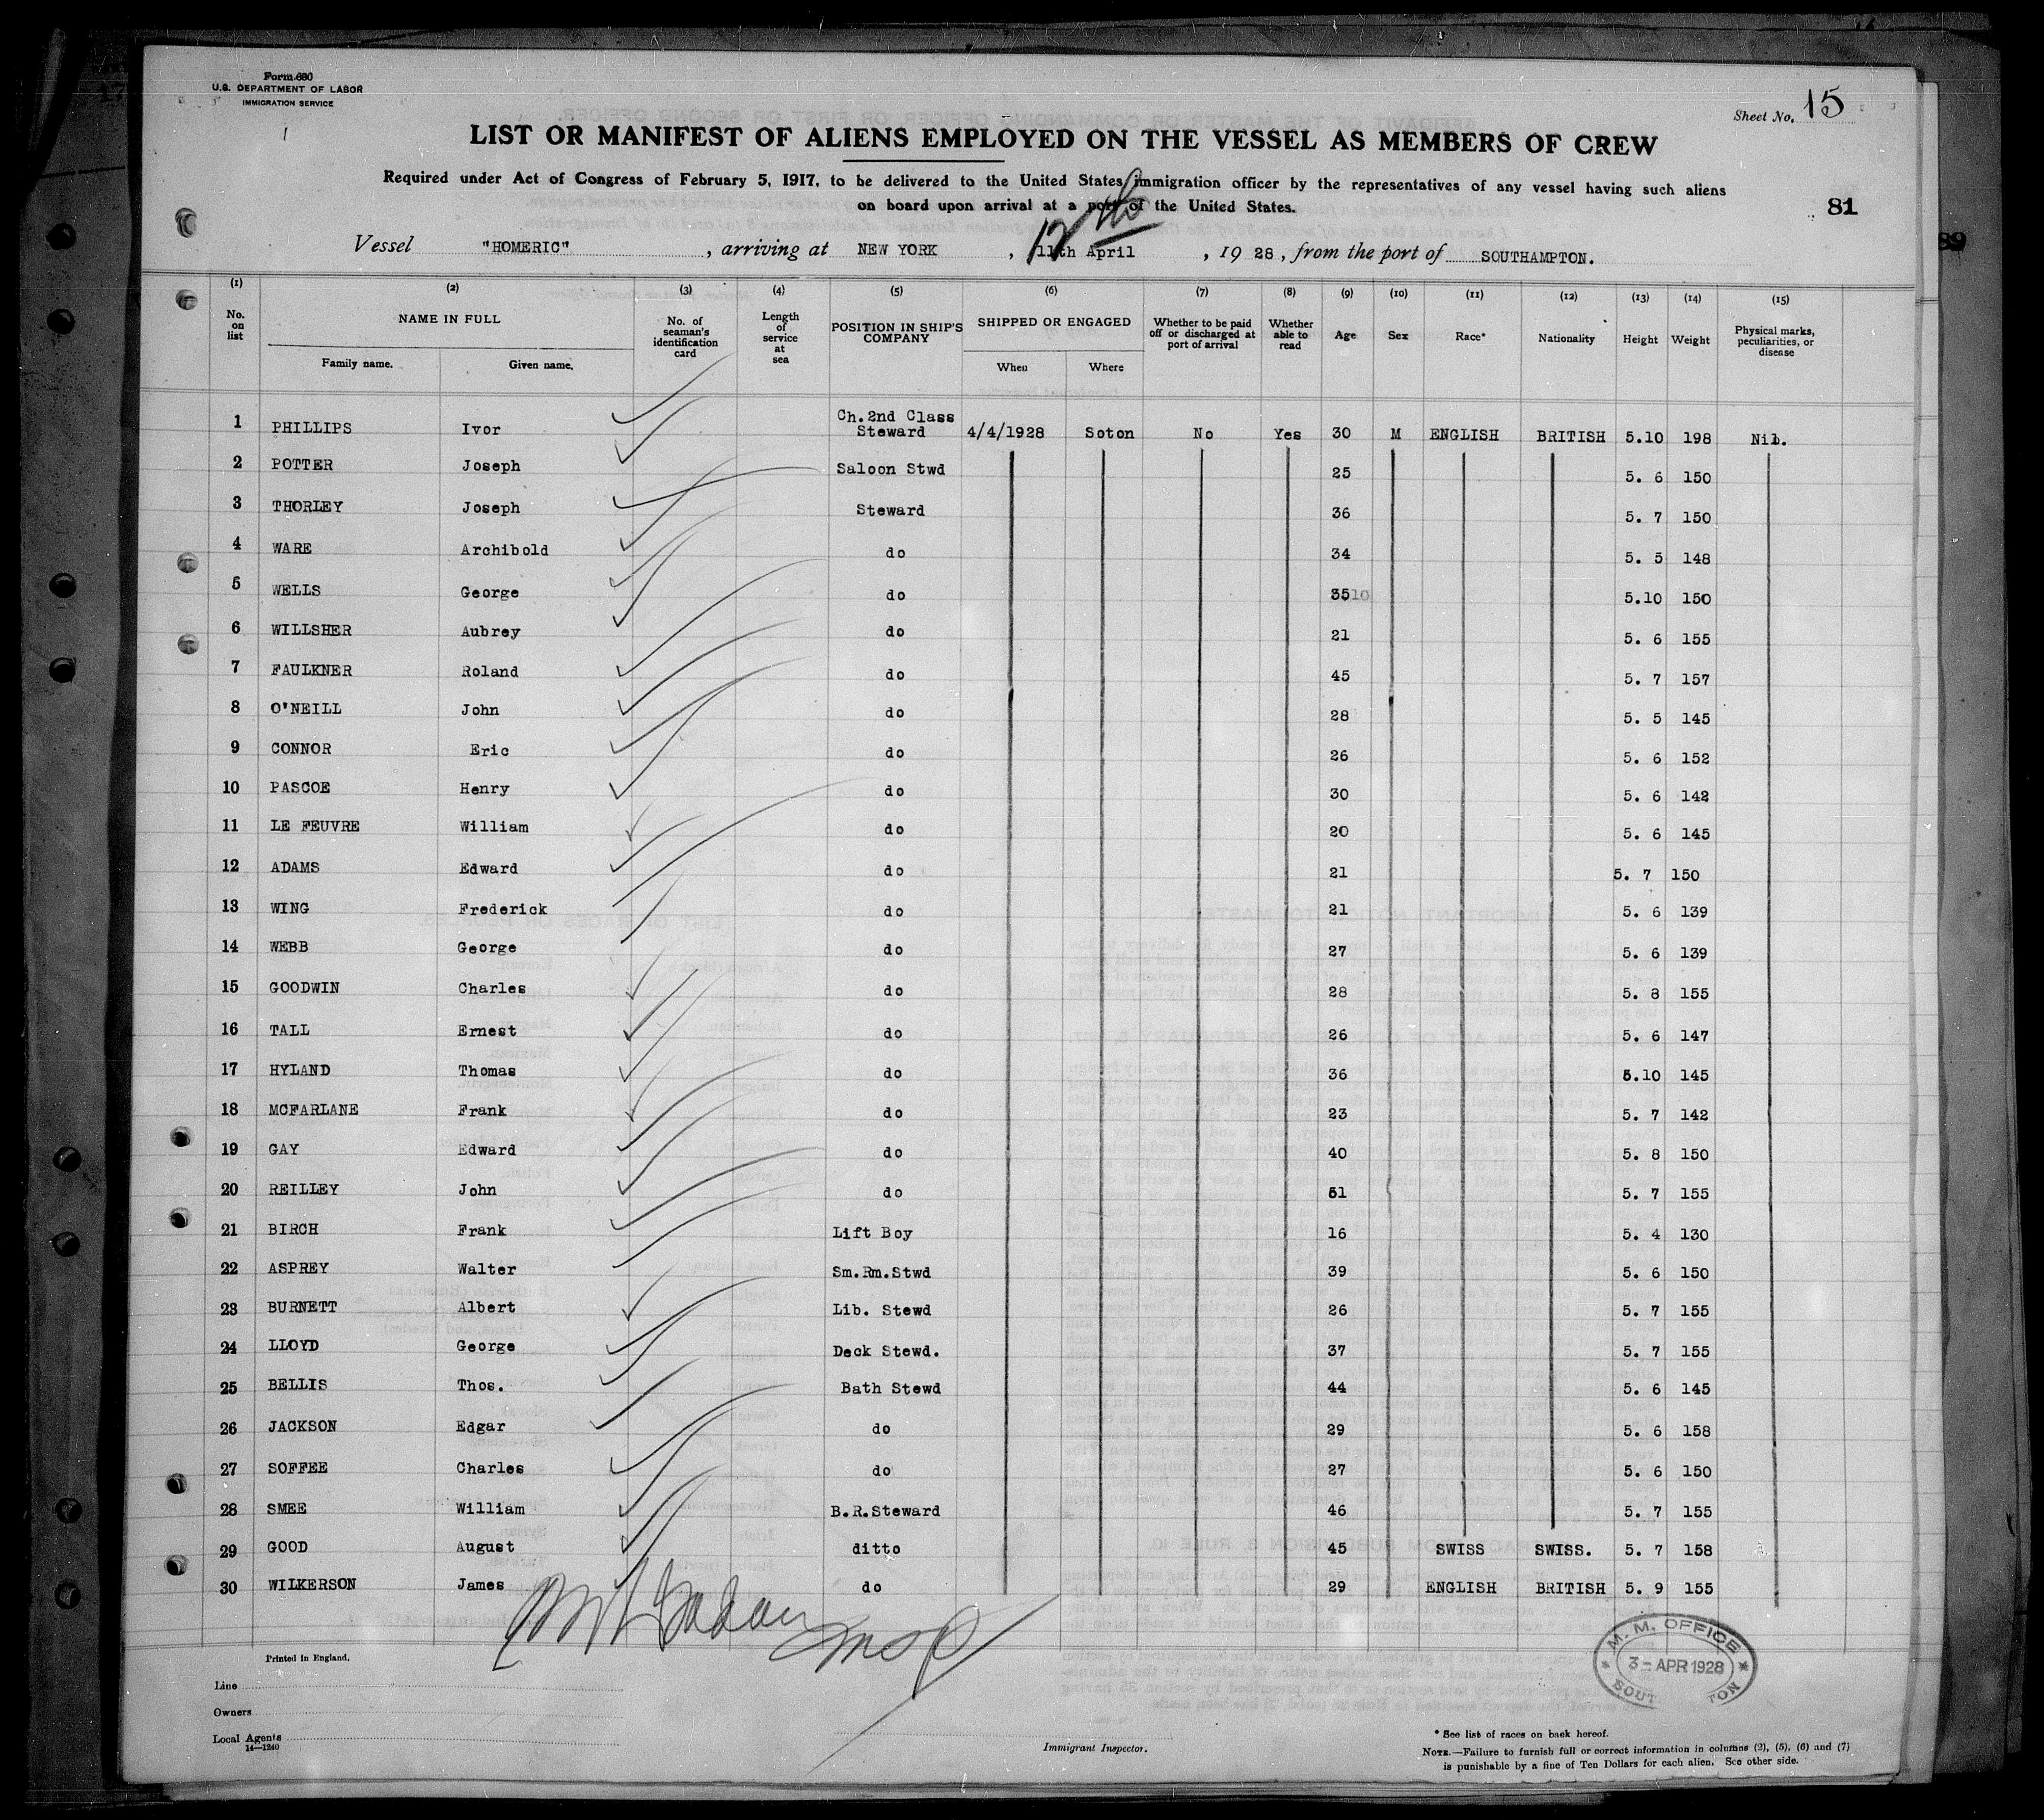 Form 680
U.S. DEPARTMENT OF LABOR
IMMIGRATION SERVICE
Sheet No. 15
LIST OR MANIFEST OF ALIENS EMPLOYED ON THE VESSEL AS MEMBERS OF CREW
Required under Act of Congress of February 5, 1917, to be delivered to the United States immigration officer by the representatives of any vessel having such aliens
on board upon arrival at a port of the United States.
81
89
12th
Vessel "HOMERIC", arriving at NEW YORK, 11th April, 1928, from the port of SOUTHAMPTON.
(1) (2) (3) (4) (5) (6) (7) (8) (9) (10) (11) (12) (13) (14) (15)
No. on list NAME IN FULL No. of seaman's identification card Length of service at sea POSITION IN SHIP'S COMPANY SHIPPED OR ENGAGED Whether to be paid off or discharged at port of arrival Whether able to read Age Sex Race* Nationality Height Weight Physical marks, peculiarities, or disease
Family name. Given name. When Where
1 PHILLIPS Ivor Ch.2nd Class Steward 4/4/1928 Soton No Yes 30 M ENGLISH BRITISH 5.10 198 Nil.
2 POTTER Joseph Saloon Stwd 25 5. 6 150
3 THORLEY Joseph Steward 36 5. 7 150
4 WARE Archibold do 34 5. 5 148
5 WELLS George do 35 10 5.10 150
6 WILLSHER Aubrey do 21 5. 6 155
7 FAULKNER Roland do 45 5. 7 157
8 O'NEILL John do 28 5. 5 145
9 CONNOR Eric do 26 5. 6 152
10 PASCOE Henry do 30 5. 6 142
11 LE FEUVRE William do 20 5. 6 145
12 ADAMS Edward do 21 5. 7 150
13 WING Frederick do 21 5. 6 139
14 WEBB George do 27 5. 6 139
15 GOODWIN Charles do 28 5. 8 155
16 TALL Ernest do 26 5. 6 147
17 HYLAND Thomas do 36 5.10 145
18 MCFARLANE Frank do 23 5. 7 142
19 GAY Edward do 40 5. 8 150
20 REILLEY John do 51 5. 7 155
21 BIRCH Frank Lift Boy 16 5. 4 130
22 ASPREY Walter Sm.Rm.Stwd 39 5. 6 150
23 BURNETT Albert Lib. Stewd 26 5. 7 155
24 LLOYD George Deck Stewd. 37 5. 7 155
25 BELLIS Thos. Bath Stewd 44 5. 6 145
26 JACKSON Edgar do 29 5. 6 158
27 SOFFEE Charles do 27 5. 6 150
28 SMEE William B.R.Steward 46 5. 7 155
29 GOOD August ditto 45 SWISS SWISS. 5. 7 158
30 WILKERSON James do 29 ENGLISH BRITISH 5. 9 155
M.M. OFFICE
3- APR 1928
Printed in England.
Line
Owners
Local Agents
14—1240
Immigrant Inspector.
* See list of races on back hereof.
NOTE.—Failure to furnish full or correct information in columns (2), (5), (6) and (7)
is punishable by a fine of Ten Dollars for each alien. See other side.